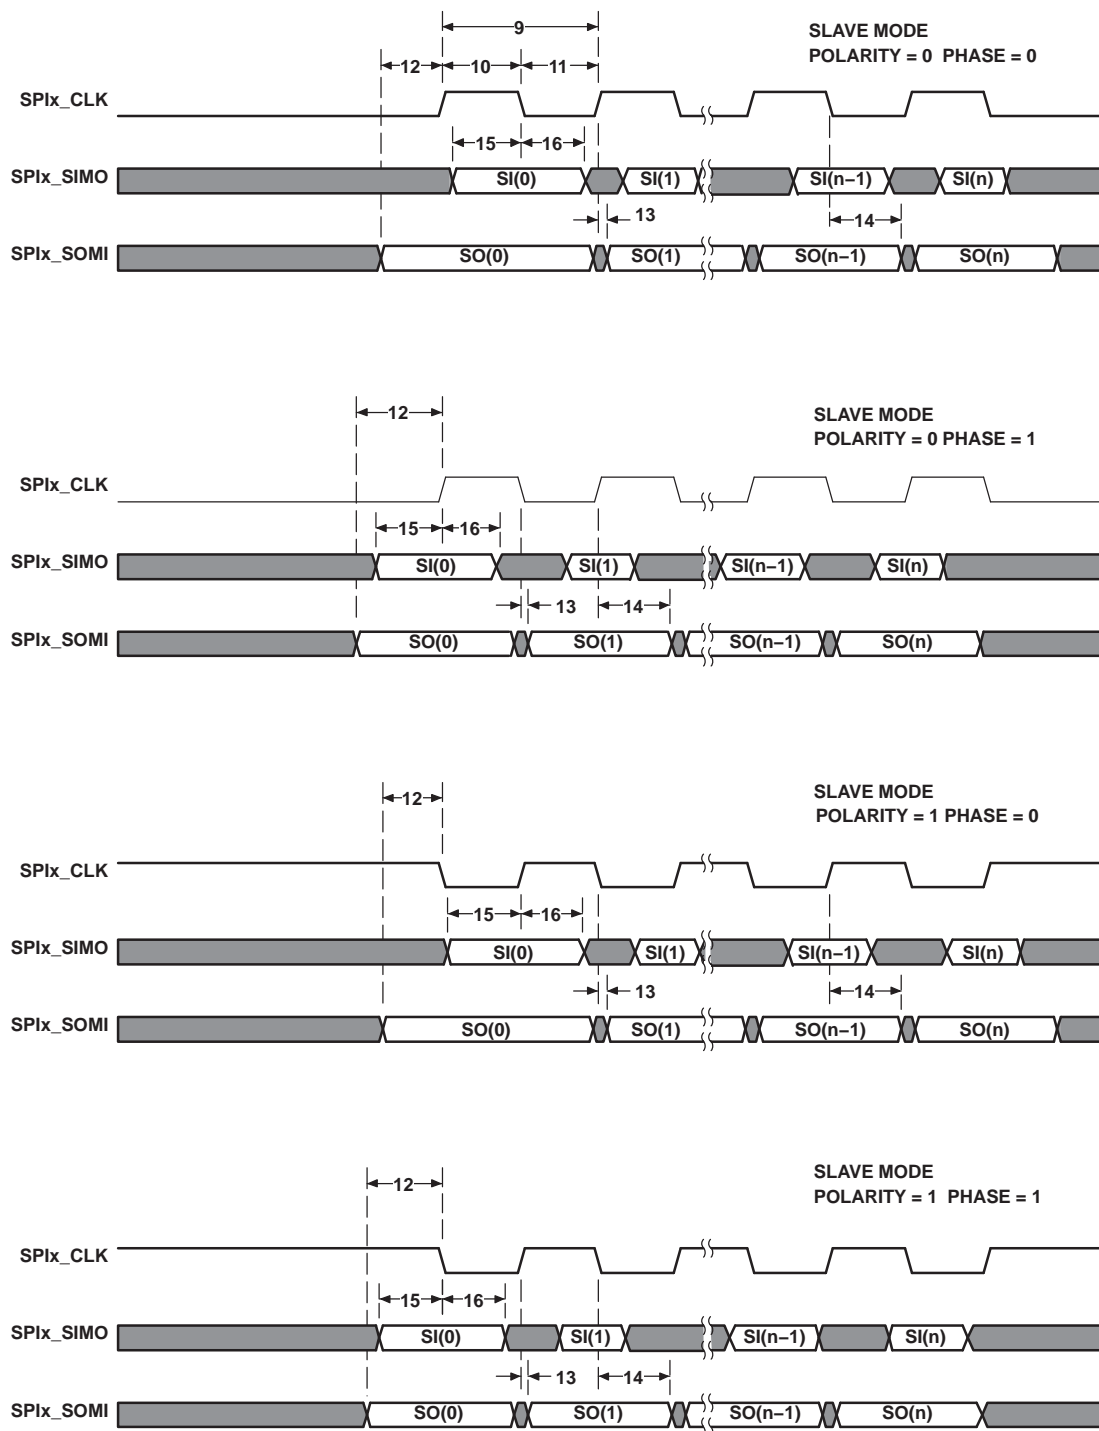 SLAVE MODE
POLARITY = 0 PHASE = 0
9
12 10 11
SPIx_CLK
15 16
SPIx_SIMO SI(0) SI(1) SI(n−1) SI(n)
13 14
SPIx_SOMI SO(0) SO(1) SO(n−1) SO(n)
SLAVE MODE
POLARITY = 0 PHASE = 1
12
SPIx_CLK
15 16
SPIx_SIMO SI(0) SI(1) SI(n−1) SI(n)
13 14
SPIx_SOMI SO(0) SO(1) SO(n−1) SO(n)
SLAVE MODE
POLARITY = 1 PHASE = 0
12
SPIx_CLK
15 16
SPIx_SIMO SI(0) SI(1) SI(n−1) SI(n)
13 14
SPIx_SOMI SO(0) SO(1) SO(n−1) SO(n)
SLAVE MODE
POLARITY = 1 PHASE = 1
12
SPIx_CLK
15 16
SPIx_SIMO SI(0) SI(1) SI(n−1) SI(n)
13 14
SPIx_SOMI SO(0) SO(1) SO(n−1) SO(n)